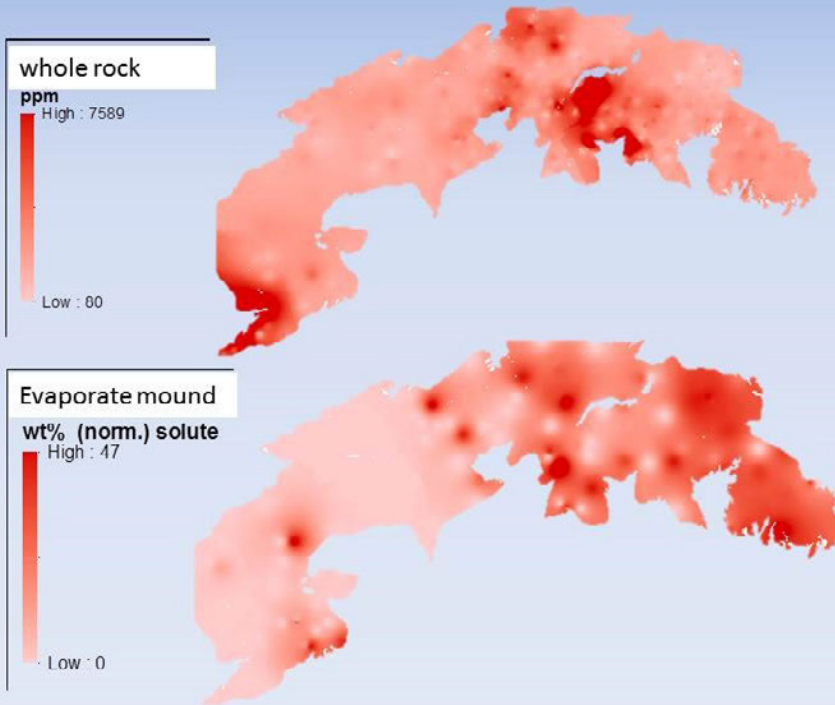 whole rock
ppm
High : 7589
Low : 80
Evaporate mound
wt% (norm.) solute
High : 47
Low : 0